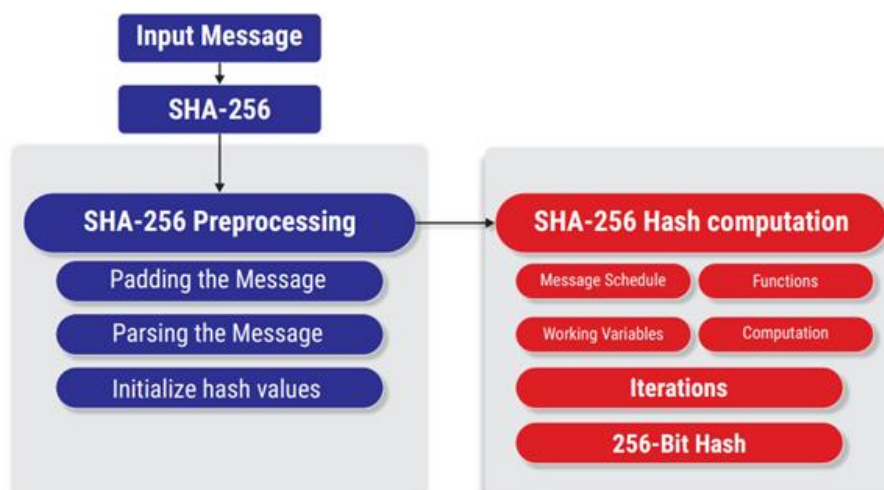 Input Message
SHA-256
SHA-256 Preprocessing
Padding the Message
Parsing the Message
Initialize hash values
SHA-256 Hash computation
Message Schedule
Functions
Working Variables
Computation
Iterations
256-Bit Hash